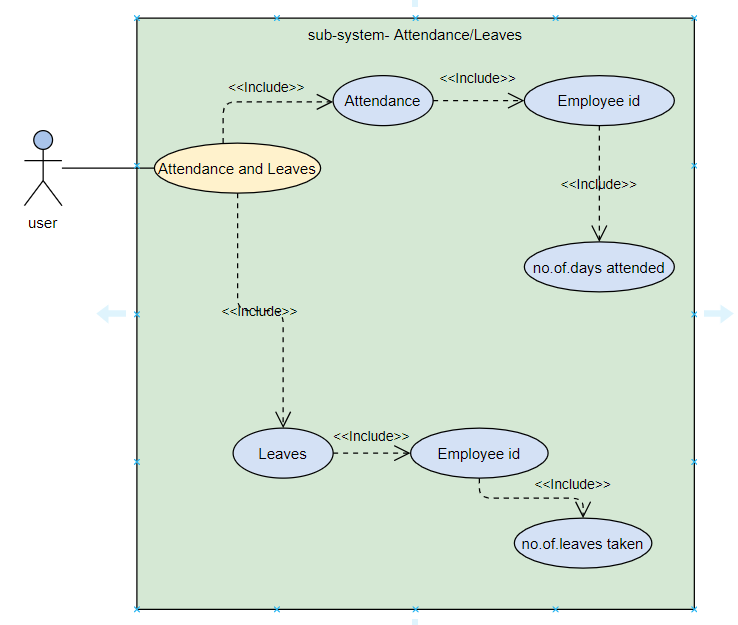 sub-system- Attendance/Leaves
<<Include>>
<<Include>>
Attendance
Employee id
user
Attendance and Leaves
<<Include>>
no.of.days attended
<<Include>>
<<Include>>
Leaves
Employee id
<<Include>>
no.of.leaves taken